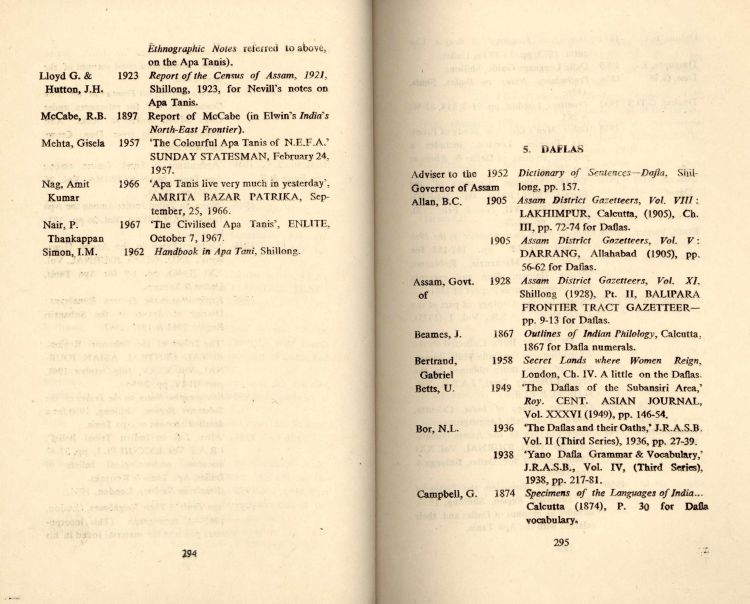 Ethnographic Notes referred to above,
on the Apa Tanis).
Lloyd G. & 1923 Report of the Census of Assam, 1921,
Hutton, J.H. Shillong, 1923, for Nevill's notes on
Apa Tanis.
McCabe, R.B. 1897 Report of McCabe (in Elwin's India's
North-East Frontier).
Mehta, Gisela 1957 'The Colourful Apa Tanis of N.E.F.A.'
SUNDAY STATESMAN, February 24,
1957.
Nag, Amit 1966 'Apa Tanis live very much in yesterday',
Kumar AMRITA BAZAR PATRIKA, Sep-
tember, 25, 1966.
Nair, P. 1967 'The Civilised Apa Tanis', ENLITE,
Thankappan October 7, 1967.
Simon, I.M. 1962 Handbook in Apa Tani, Shillong.
294
5. DAFLAS
Adviser to the 1952 Dictionary of Sentences—Dafla, Shil-
Governor of Assam long, pp. 157.
Allan, B.C. 1905 Assam District Gazetteers, Vol. VIII :
LAKHIMPUR, Calcutta, (1905), Ch.
III, pp. 72-74 for Daflas.
1905 Assam District Gozetteers, Vol. V :
DARRANG, Allahabad (1905), pp.
56-62 for Daflas.
Assam, Govt. 1928 Assam District Gazetteers, Vol. XI,
of Shillong (1928), Pt. II, BALIPARA
FRONTIER TRACT GAZETTEER—
pp. 9-13 for Daflas.
Beames, J. 1867 Outlines of Indian Philology, Calcutta,
1867 for Dafla numerals.
Bertrand, 1958 Secret Lands where Women Reign,
Gabriel London, Ch. IV. A little on the Daflas.
Betts, U. 1949 'The Daflas of the Subansiri Area,'
Roy. CENT. ASIAN JOURNAL,
Vol. XXXVI (1949), pp. 146-54.
Bor, N.L. 1936 'The Daflas and their Oaths,' J.R.A.S.B.
Vol. II (Third Series), 1936, pp. 27-39.
1938 'Yano Dafla Grammar & Vocabulary,'
J.R.A.S.B., Vol. IV, (Third Series),
1938, pp. 217-81.
Campbell, G. 1874 Specimens of the Languages of India...
Calcutta (1874), P. 30 for Dafla
vocabulary.
295